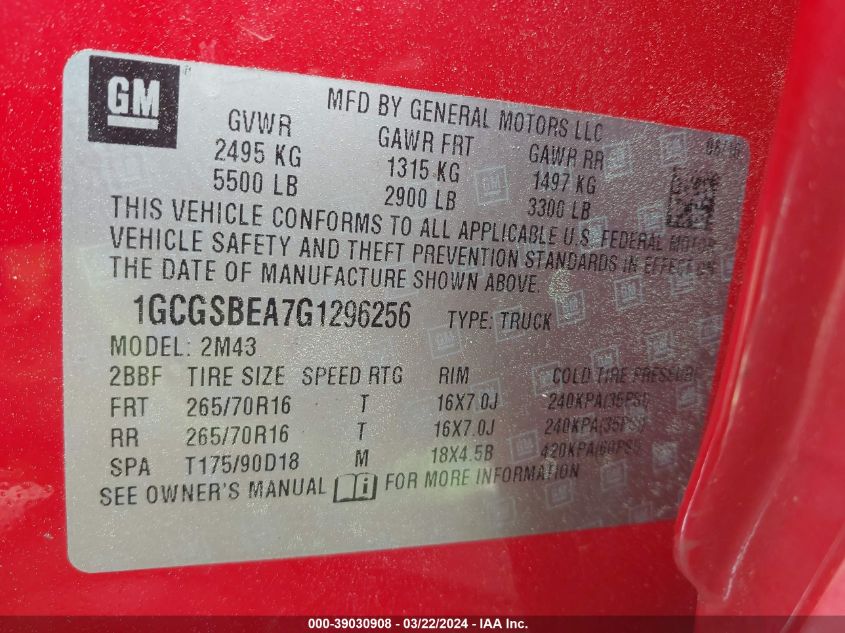 GM
MFD BY GENERAL MOTORS LLC
GVWR GAWR FRT GAWR RR
2495 KG 1315 KG 1497 KG
5500 LB 2900 LB 3300 LB
THIS VEHICLE CONFORMS TO ALL APPLICABLE U.S. FEDERAL MOTOR
VEHICLE SAFETY AND THEFT PREVENTION STANDARDS IN EFFECT ON
THE DATE OF MANUFACTURE SHOWN ABOVE.
1GCGSBEA7G1296256 TYPE: TRUCK
MODEL: 2M43
2BBF TIRE SIZE SPEED RTG RIM COLD TIRE PRESSURE
FRT 265/70R16 T 16X7.0J 240KPA(35PSI)
RR 265/70R16 T 16X7.0J 240KPA(35PSI)
SPA T175/90D18 M 18X4.5B 420KPA(60PSI)
SEE OWNER'S MANUAL FOR MORE INFORMATION
000-39030908 - 03/22/2024 - IAA Inc.